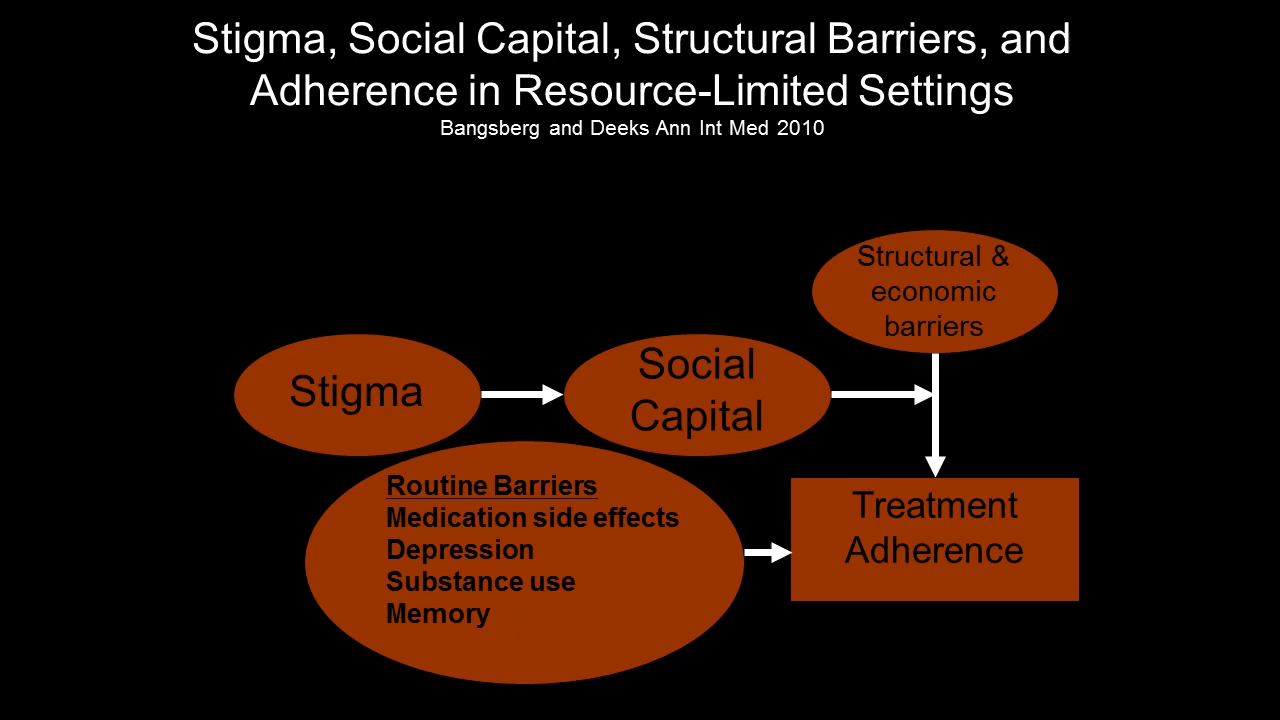 Stigma, Social Capital, Structural Barriers, and
Adherence in Resource-Limited Settings
Bangsberg and Deeks Ann Int Med 2010
Structural &
economic
barriers
Stigma
Social
Capital
Routine Barriers
Medication side effects
Depression
Substance use
Memory
Treatment
Adherence